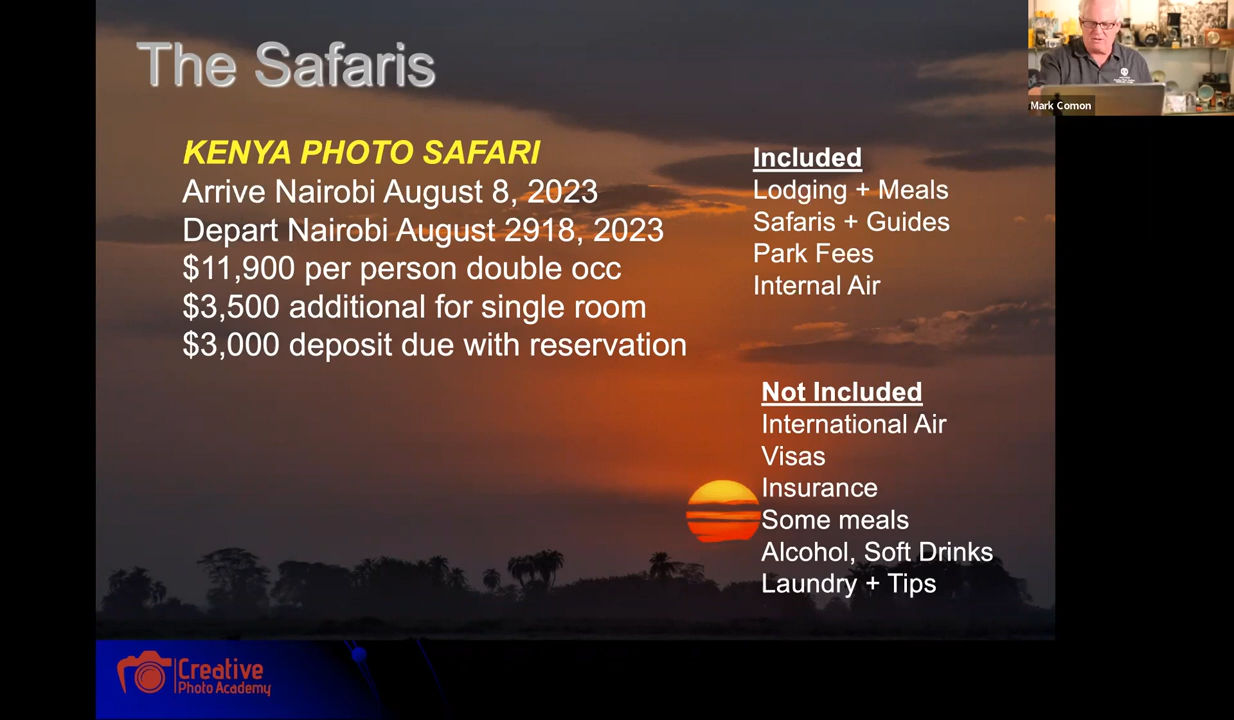 The Safaris
KENYA PHOTO SAFARI
Arrive Nairobi August 8, 2023
Depart Nairobi August 2918, 2023
$11,900 per person double occ
$3,500 additional for single room
$3,000 deposit due with reservation
Included
Lodging + Meals
Safaris + Guides
Park Fees
Internal Air
Not Included
International Air
Visas
Insurance
Some meals
Alcohol, Soft Drinks
Laundry + Tips
Mark Comon
Creative
Photo Academy